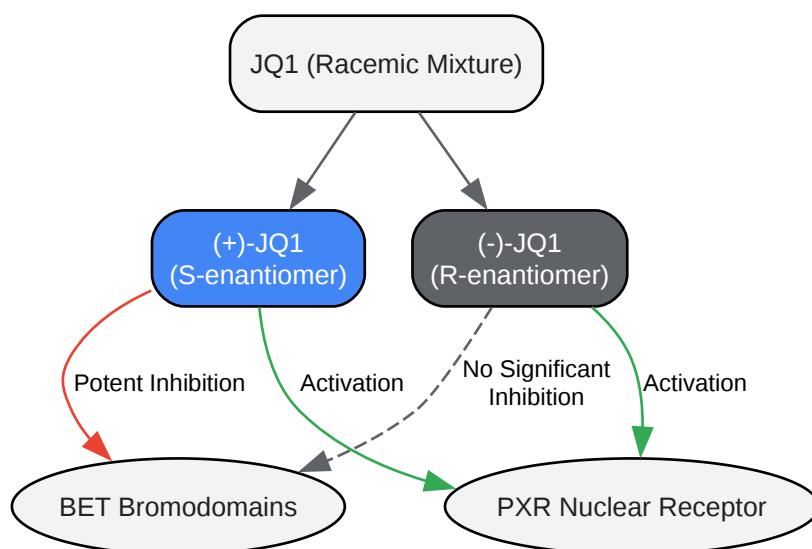 JQ1 (Racemic Mixture)
(+)-JQ1
(S-enantiomer)
(-)-JQ1
(R-enantiomer)
Potent Inhibition
Activation
No Significant
Inhibition
Activation
BET Bromodomains
PXR Nuclear Receptor